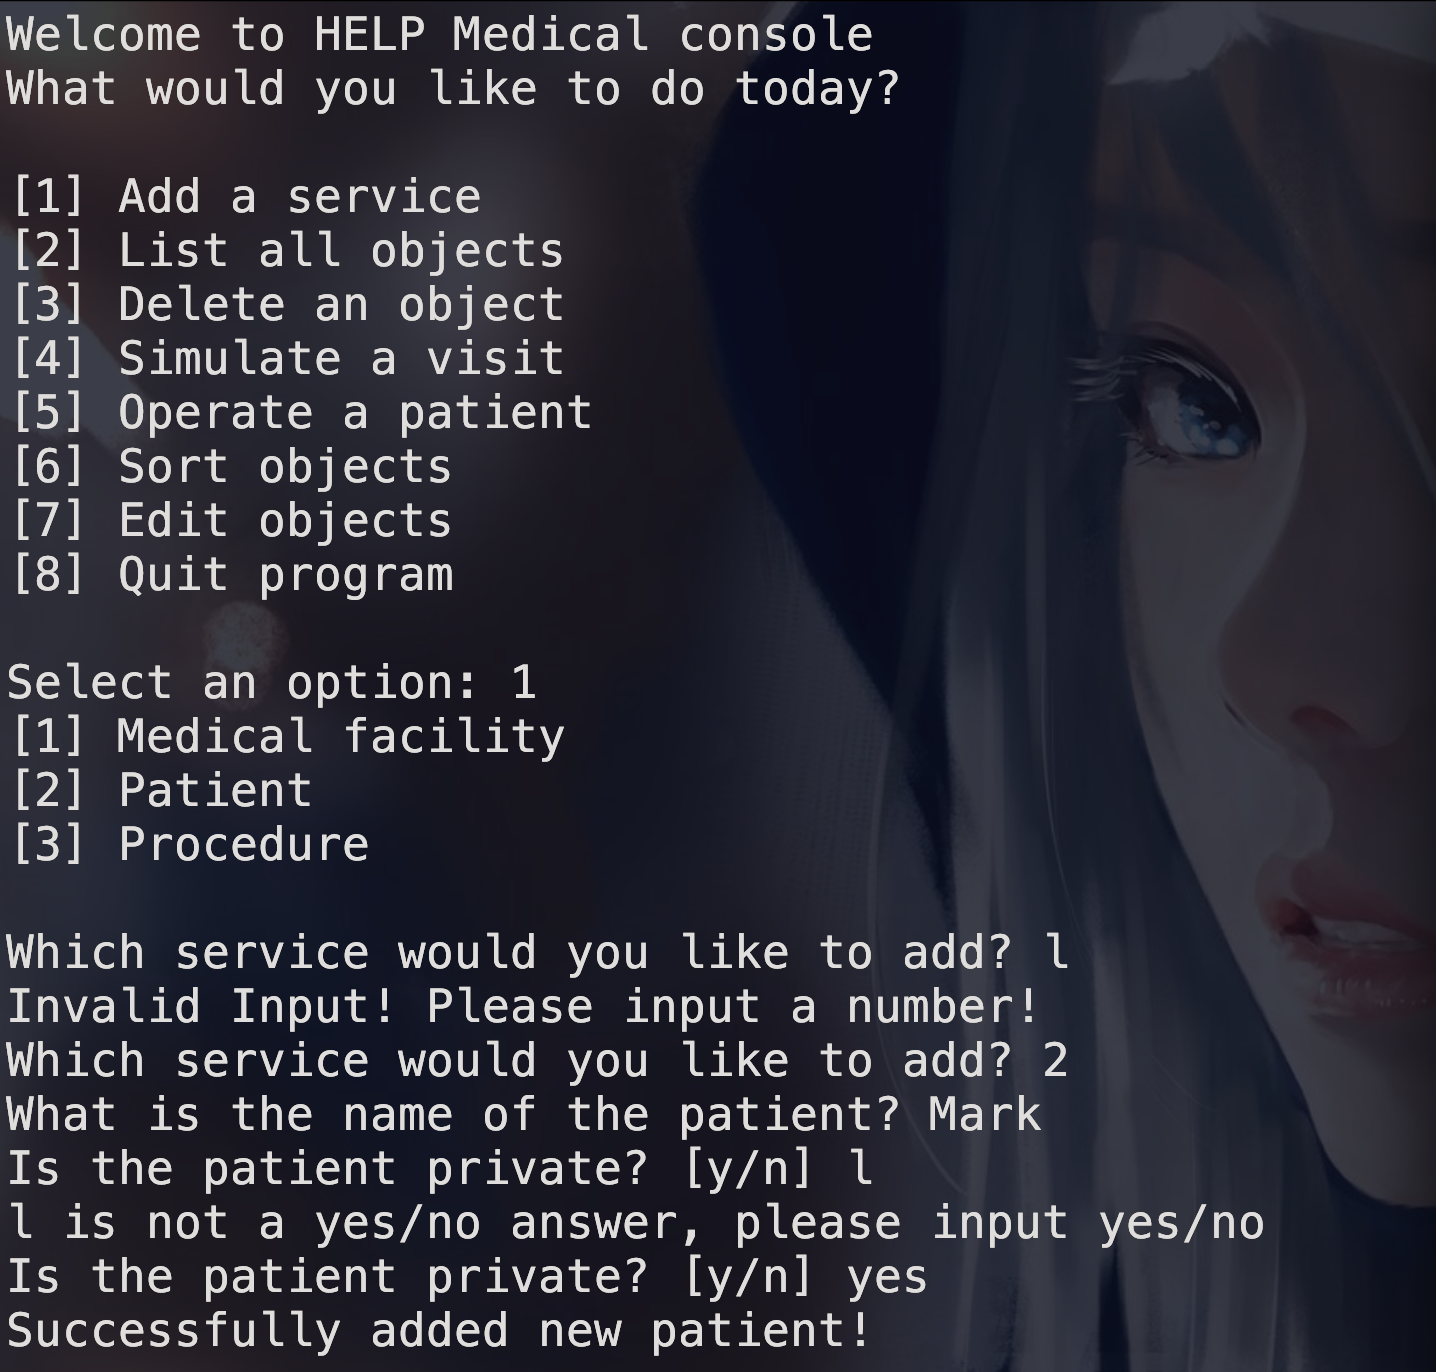 Welcome to HELP Medical console
What would you like to do today?
[1] Add a service
[2] List all objects
[3] Delete an object
[4] Simulate a visit
[5] Operate a patient
[6] Sort objects
[7] Edit objects
[8] Quit program
Select an option: 1
[1] Medical facility
[2] Patient
[3] Procedure
Which service would you like to add? l
Invalid Input! Please input a number!
Which service would you like to add? 2
What is the name of the patient? Mark
Is the patient private? [y/n] l
l is not a yes/no answer, please input yes/no
Is the patient private? [y/n] yes
Successfully added new patient!